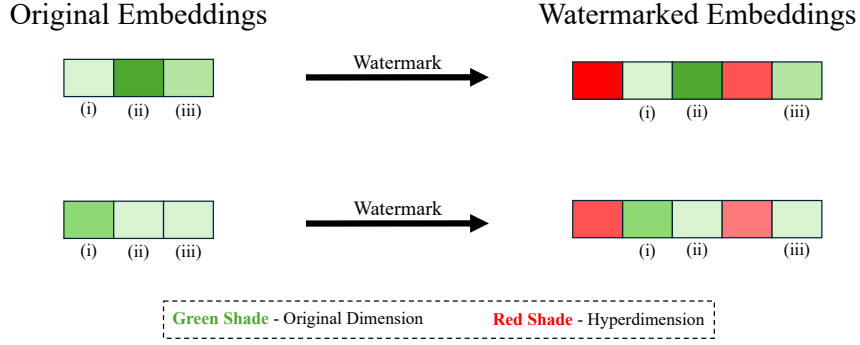 Original Embeddings
Watermarked Embeddings
Watermark
(i) (ii) (iii)
(i) (ii) (iii)
Watermark
(i) (ii) (iii)
(i) (ii) (iii)
Green Shade - Original Dimension
Red Shade - Hyperdimension